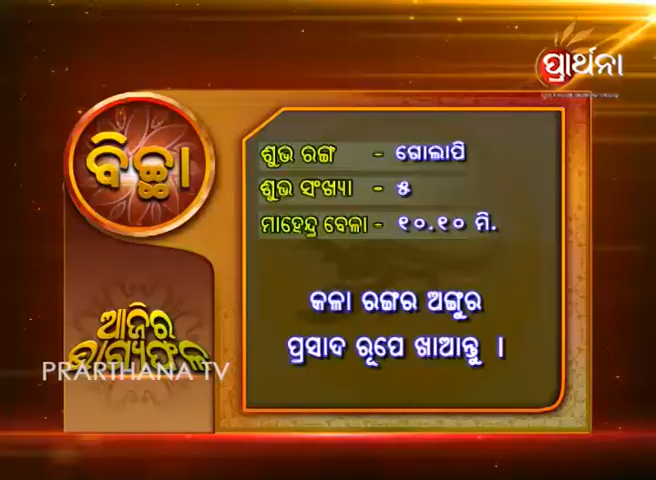 ପ୍ରାର୍ଥନା
ବିଛା
ଶୁଭ ରଙ୍ଗ - ଗୋଲାପି
ଶୁଭ ସଂଖ୍ୟା - ୫
ମାହେନ୍ଦ୍ର ବେଳା - ୧୦.୧୦ ମି.
କଳା ରଙ୍ଗର ଅଙ୍ଗୁର
ପ୍ରସାଦ ରୂପେ ଖାଆନ୍ତୁ ।
ଆଜିର
ଭାଗ୍ୟଫଳ
PRARTHANA TV